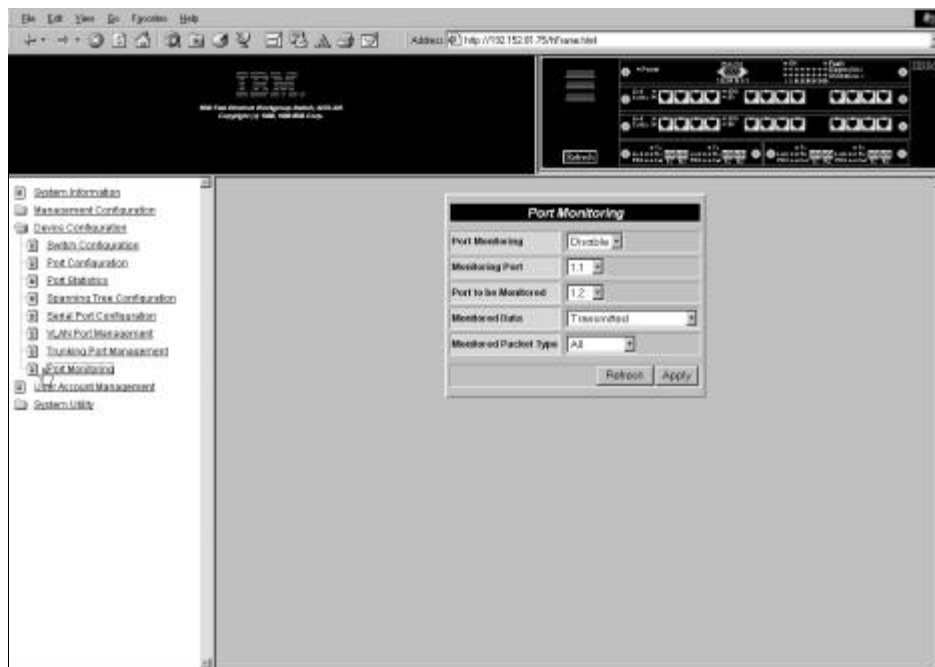 File Edit View Go Favorites Help
Address http://192.152.81.75/hFrame.html
IBM.
Refresh
System Information
Management Configuration
Device Configuration
Switch Configuration
Port Configuration
Port Statistics
Spanning Tree Configuration
Serial Port Configuration
VLAN Port Management
Trunking Port Management
Port Monitoring
User Account Management
System Utility
Port Monitoring
Port Monitoring Disable
Monitoring Port 1.1
Port to be Monitored 1.2
Monitored Data Transmitted
Monitored Packet Type All
Refresh Apply